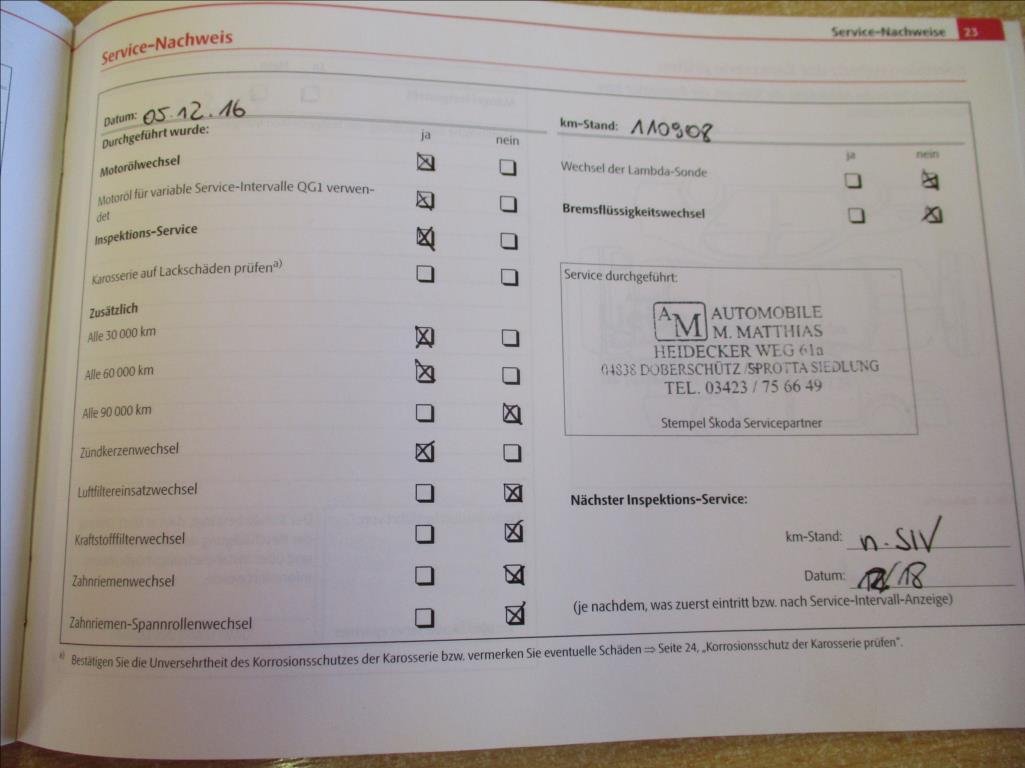 Service-Nachweise 23
Service-Nachweis
Datum: 05.12.16
Durchgeführt wurde: ja nein
Motorölwechsel
Motoröl für variable Service-Intervalle QG1 verwen-
det
Inspektions-Service
Karosserie auf Lackschäden prüfen a)
Zusätzlich
Alle 30 000 km
Alle 60 000 km
Alle 90 000 km
Zündkerzenwechsel
Luftfiltereinsatzwechsel
Kraftstofffilterwechsel
Zahnriemenwechsel
Zahnriemen-Spannrollenwechsel
km-Stand: 110908
ja nein
Wechsel der Lambda-Sonde
Bremsflüssigkeitswechsel
Service durchgeführt:
AM AUTOMOBILE
M. MATTHIAS
HEIDECKER WEG 61a
04838 DOBERSCHÜTZ /SPROTTA SIEDLUNG
TEL. 03423 / 75 66 49
Stempel Škoda Servicepartner
Nächster Inspektions-Service:
km-Stand: n. SIV
Datum: 12/18
(je nachdem, was zuerst eintritt bzw. nach Service-Intervall-Anzeige)
a) Bestätigen Sie die Unversehrtheit des Korrosionsschutzes der Karosserie bzw. vermerken Sie eventuelle Schäden ⇒ Seite 24, „Korrosionsschutz der Karosserie prüfen“.